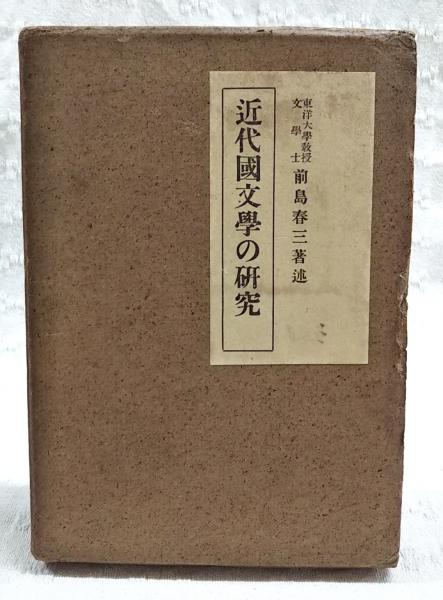 東洋大學教授
文學士
前島春三著述
近代國文學の研究